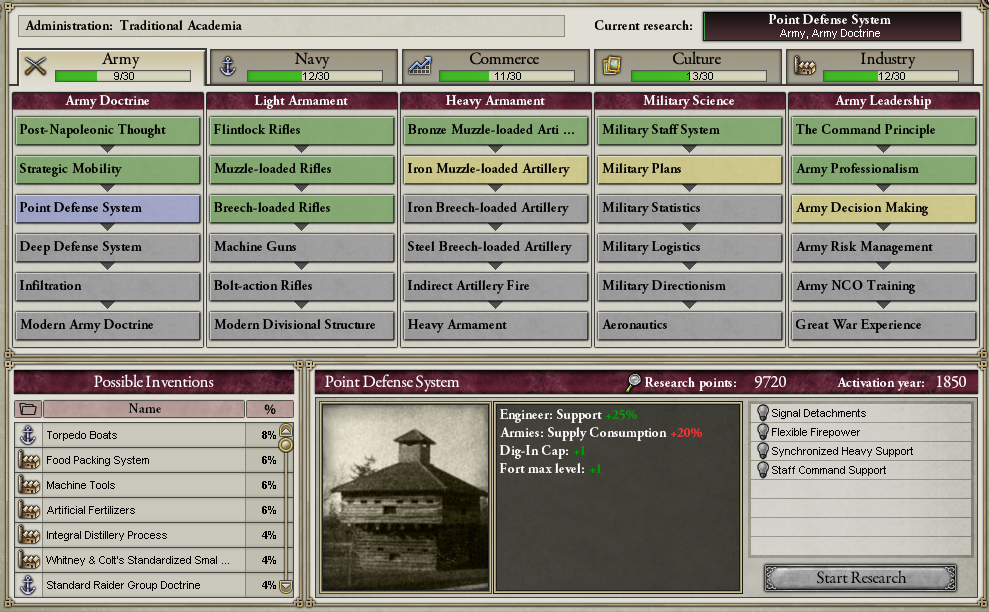 Administration: Traditional Academia
Current research:
Point Defense System
Army, Army Doctrine
Army
9/30
Navy
12/30
Commerce
11/30
Culture
13/30
Industry
12/30
Army Doctrine
Light Armament
Heavy Armament
Military Science
Army Leadership
Post-Napoleonic Thought
Flintlock Rifles
Bronze Muzzle-loaded Arti ...
Military Staff System
The Command Principle
Strategic Mobility
Muzzle-loaded Rifles
Iron Muzzle-loaded Artillery
Military Plans
Army Professionalism
Point Defense System
Breech-loaded Rifles
Iron Breech-loaded Artillery
Military Statistics
Army Decision Making
Deep Defense System
Machine Guns
Steel Breech-loaded Artillery
Military Logistics
Army Risk Management
Infiltration
Bolt-action Rifles
Indirect Artillery Fire
Military Directionism
Army NCO Training
Modern Army Doctrine
Modern Divisional Structure
Heavy Armament
Aeronautics
Great War Experience
Possible Inventions
Name %
Torpedo Boats 8%
Food Packing System 6%
Machine Tools 6%
Artificial Fertilizers 6%
Integral Distillery Process 4%
Whitney & Colt's Standardized Smal ... 4%
Standard Raider Group Doctrine 4%
Point Defense System
Research points: 9720
Activation year: 1850
Engineer: Support +25%
Armies: Supply Consumption +20%
Dig-In Cap: +1
Fort max level: +1
Signal Detachments
Flexible Firepower
Synchronized Heavy Support
Staff Command Support
Start Research